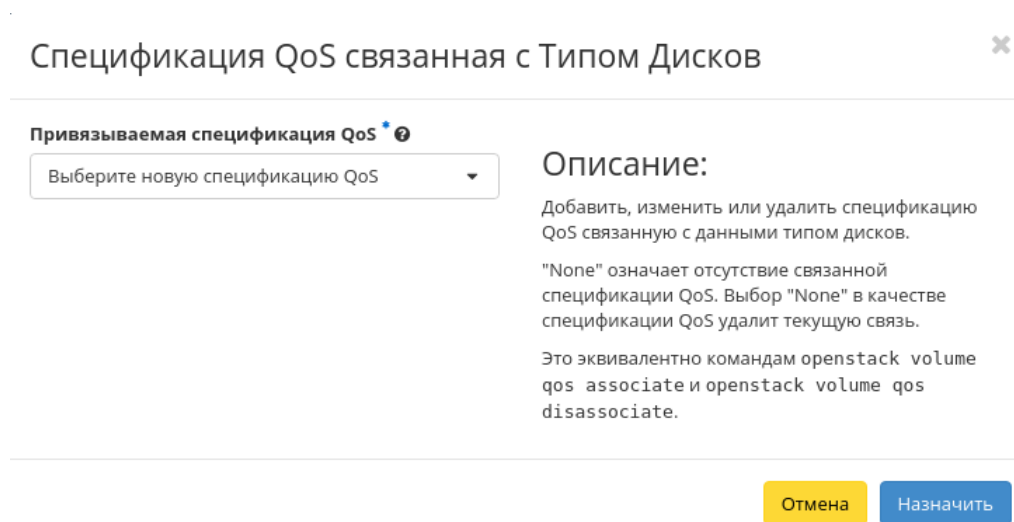 Спецификация QoS связанная с Типом Дисков
×
Привязываемая спецификация QoS *
Выберите новую спецификацию QoS
Описание:
Добавить, изменить или удалить спецификацию
QoS связанную с данными типом дисков.
"None" означает отсутствие связанной
спецификации QoS. Выбор "None" в качестве
спецификации QoS удалит текущую связь.
Это эквивалентно командам openstack volume
qos associate и openstack volume qos
disassociate.
Отмена
Назначить